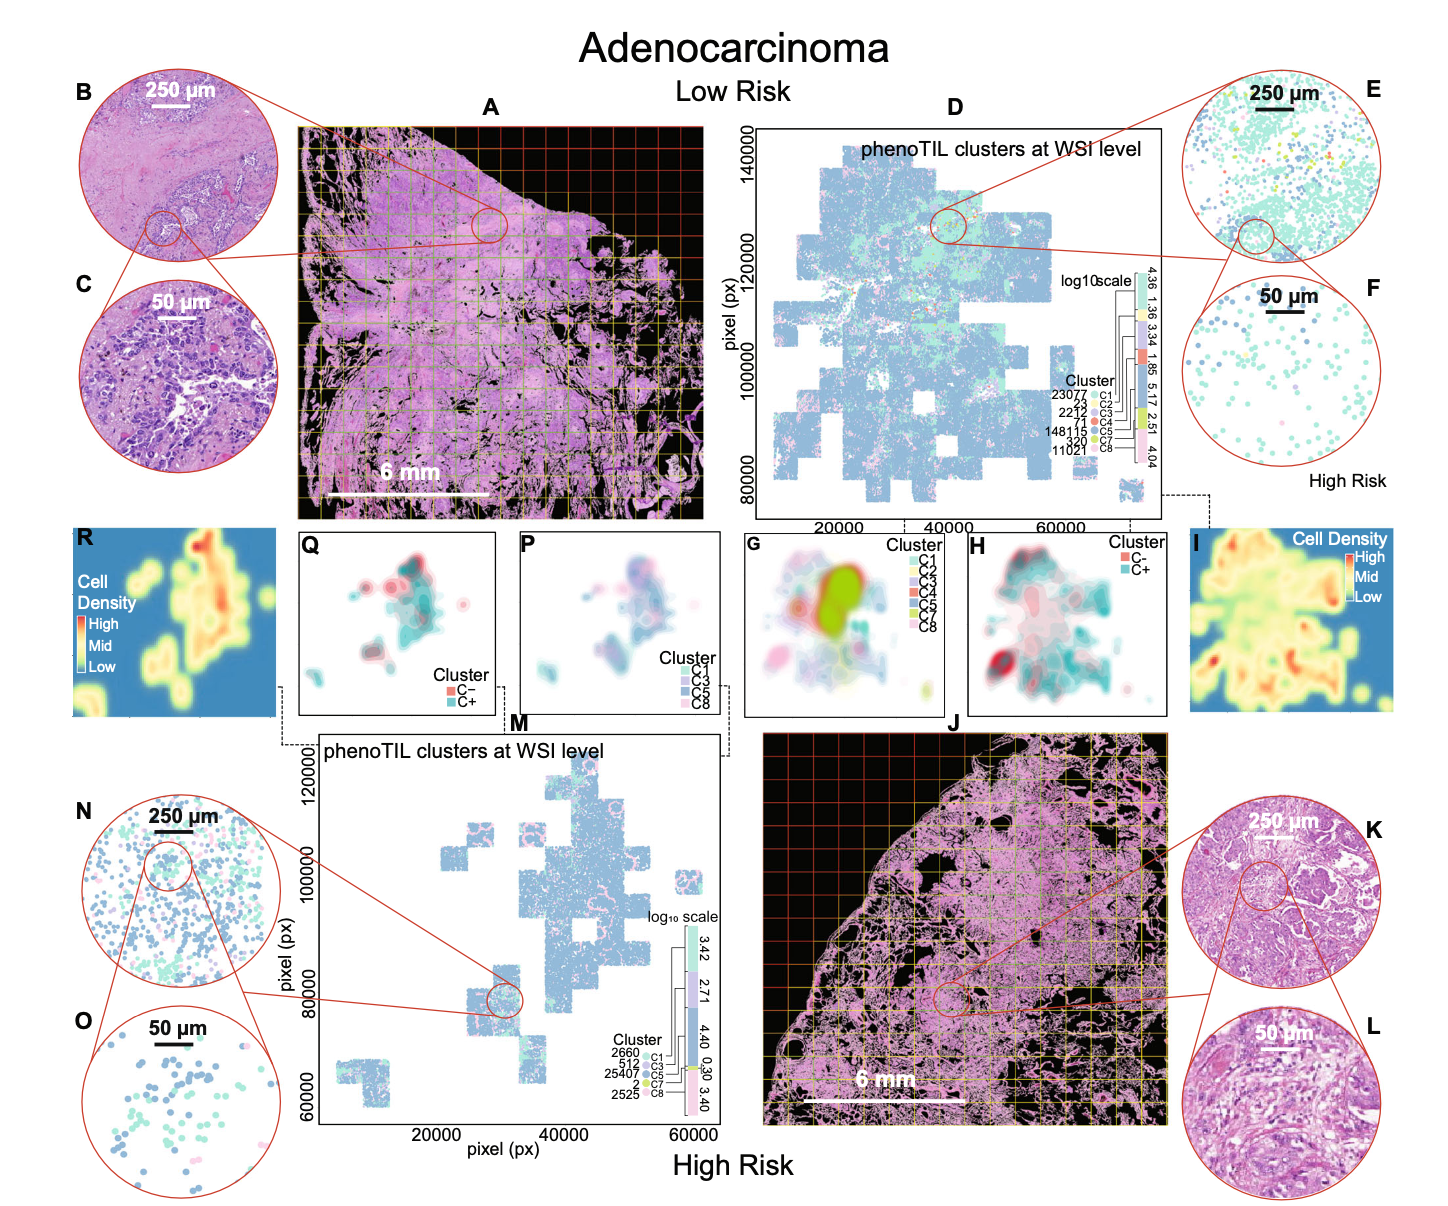 Adenocarcinoma
Low Risk
A
B
250 µm
C
50 µm
6 mm
D
phenoTIL clusters at WSI level
pixel (px)
140000
120000
100000
80000
20000
40000
60000
log10scale
4.36
1.36
3.34
1.85
5.17
2.51
4.04
Cluster
23077 C1
23 C2
2212 C3
71 C4
148115 C5
320 C7
11021 C8
E
250 µm
F
50 µm
High Risk
R
Cell
Density
High
Mid
Low
Q
Cluster
C−
C+
P
Cluster
C1
C3
C5
C8
G
Cluster
C1
C2
C3
C4
C5
C7
C8
H
Cluster
C-
C+
I
Cell Density
High
Mid
Low
M
phenoTIL clusters at WSI level
pixel (px)
120000
100000
80000
60000
20000
40000
60000
pixel (px)
log₁₀ scale
3.42
2.71
4.40
0.30
3.40
Cluster
2660 C1
512 C3
25407 C5
2 C7
2525 C8
N
250 µm
O
50 µm
J
6 mm
K
250 µm
L
50 µm
High Risk